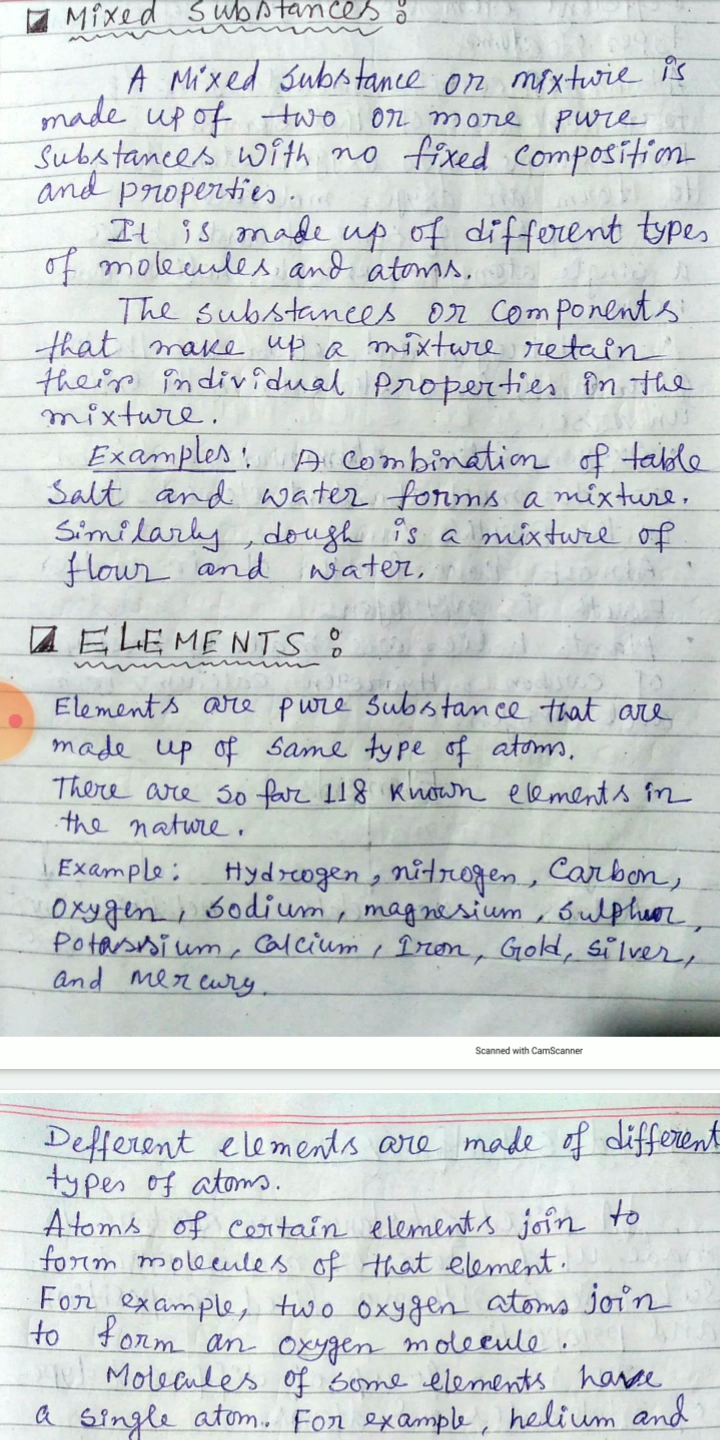 Mixed Substances :
A Mixed substance or mixture is
made up of two or more pure
substances with no fixed composition
and properties.
It is made up of different types
of molecules and atoms.
The substances or components
that make up a mixture retain
their individual properties in the
mixture.
Examples: A combination of table
salt and water forms a mixture.
Similarly, dough is a mixture of
flour and water.
ELEMENTS :
Elements are pure substance that are
made up of same type of atoms.
There are so far 118 known elements in
the nature.
Example: Hydrogen, nitrogen, Carbon,
Oxygen, Sodium, magnesium, Sulphur,
Potassium, Calcium, Iron, Gold, Silver,
and Mercury.
Scanned with CamScanner
Defferent elements are made of different
types of atoms.
Atoms of certain elements join to
form molecules of that element.
For example, two oxygen atoms join
to form an oxygen molecule.
Molecules of some elements have
a single atom. For example, helium and